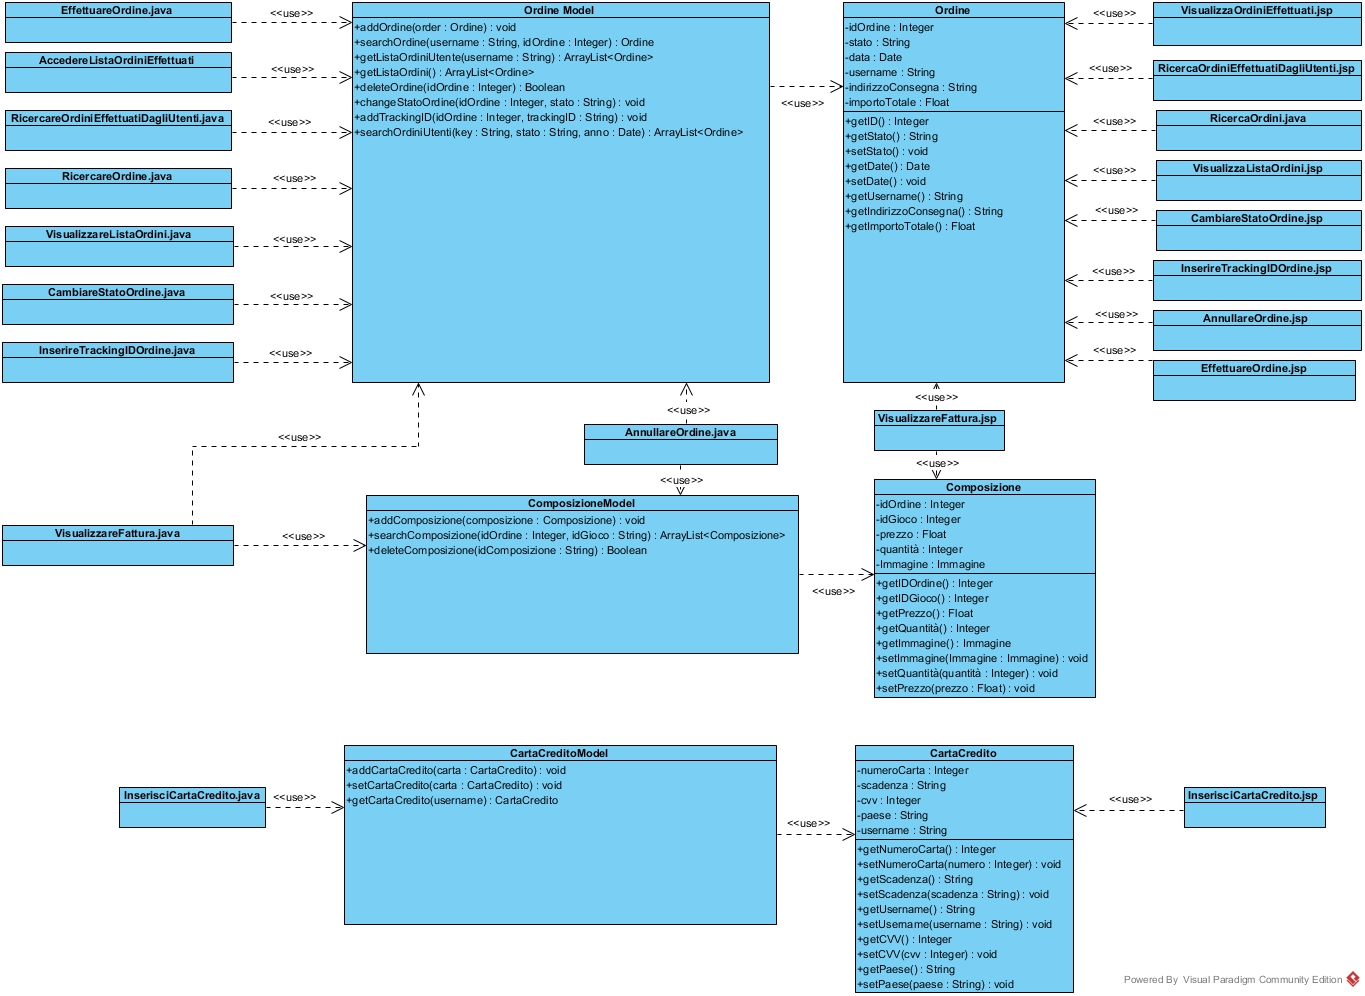 EffettuareOrdine.java
<<use>>
AccedereListaOrdiniEffettuati
<<use>>
RicercareOrdiniEffettuatiDagliUtenti.java
<<use>>
RicercareOrdine.java
<<use>>
VisualizzareListaOrdini.java
<<use>>
CambiareStatoOrdine.java
<<use>>
InserireTrackingIDOrdine.java
<<use>>
Ordine Model
+addOrdine(order : Ordine) : void
+searchOrdine(username : String, idOrdine : Integer) : Ordine
+getListaOrdiniUtente(username : String) : ArrayList<Ordine>
+getListaOrdini() : ArrayList<Ordine>
+deleteOrdine(idOrdine : Integer) : Boolean
+changeStatoOrdine(idOrdine : Integer, stato : String) : void
+addTrackingID(idOrdine : Integer, trackingID : String) : void
+searchOrdiniUtenti(key : String, stato : String, anno : Date) : ArrayList<Ordine>
<<use>>
Ordine
-idOrdine : Integer
-stato : String
-data : Date
-username : String
-indirizzoConsegna : String
-importoTotale : Float
+getID() : Integer
+getStato() : String
+setStato() : void
+getDate() : Date
+setDate() : void
+getUsername() : String
+getIndirizzoConsegna() : String
+getImportoTotale() : Float
<<use>>
VisualizzaOrdiniEffettuati.jsp
<<use>>
RicercaOrdiniEffettuatiDagliUtenti.jsp
<<use>>
RicercaOrdini.java
<<use>>
VisualizzaListaOrdini.jsp
<<use>>
CambiareStatoOrdine.jsp
<<use>>
InserireTrackingIDOrdine.jsp
<<use>>
AnnullareOrdine.jsp
<<use>>
EffettuareOrdine.jsp
<<use>>
<<use>>
AnnullareOrdine.java
<<use>>
<<use>>
VisualizzareFattura.jsp
<<use>>
VisualizzareFattura.java
<<use>>
ComposizioneModel
+addComposizione(composizione : Composizione) : void
+searchComposizione(idOrdine : Integer, idGioco : String) : ArrayList<Composizione>
+deleteComposizione(idComposizione : String) : Boolean
<<use>>
Composizione
-idOrdine : Integer
-idGioco : Integer
-prezzo : Float
-quantità : Integer
-Immagine : Immagine
+getIDOrdine() : Integer
+getIDGioco() : Integer
+getPrezzo() : Float
+getQuantità() : Integer
+getImmagine() : Immagine
+setImmagine(Immagine : Immagine) : void
+setQuantità(quantità : Integer) : void
+setPrezzo(prezzo : Float) : void
InserisciCartaCredito.java
<<use>>
CartaCreditoModel
+addCartaCredito(carta : CartaCredito) : void
+setCartaCredito(carta : CartaCredito) : void
+getCartaCredito(username) : CartaCredito
<<use>>
CartaCredito
-numeroCarta : Integer
-scadenza : String
-cvv : Integer
-paese : String
-username : String
+getNumeroCarta() : Integer
+setNumeroCarta(numero : Integer) : void
+getScadenza() : String
+setScadenza(scadenza : String) : void
+getUsername() : String
+setUsername(username : String) : void
+getCVV() : Integer
+setCVV(cvv : Integer) : void
+getPaese() : String
+setPaese(paese : String) : void
<<use>>
InserisciCartaCredito.jsp
Powered By Visual Paradigm Community Edition